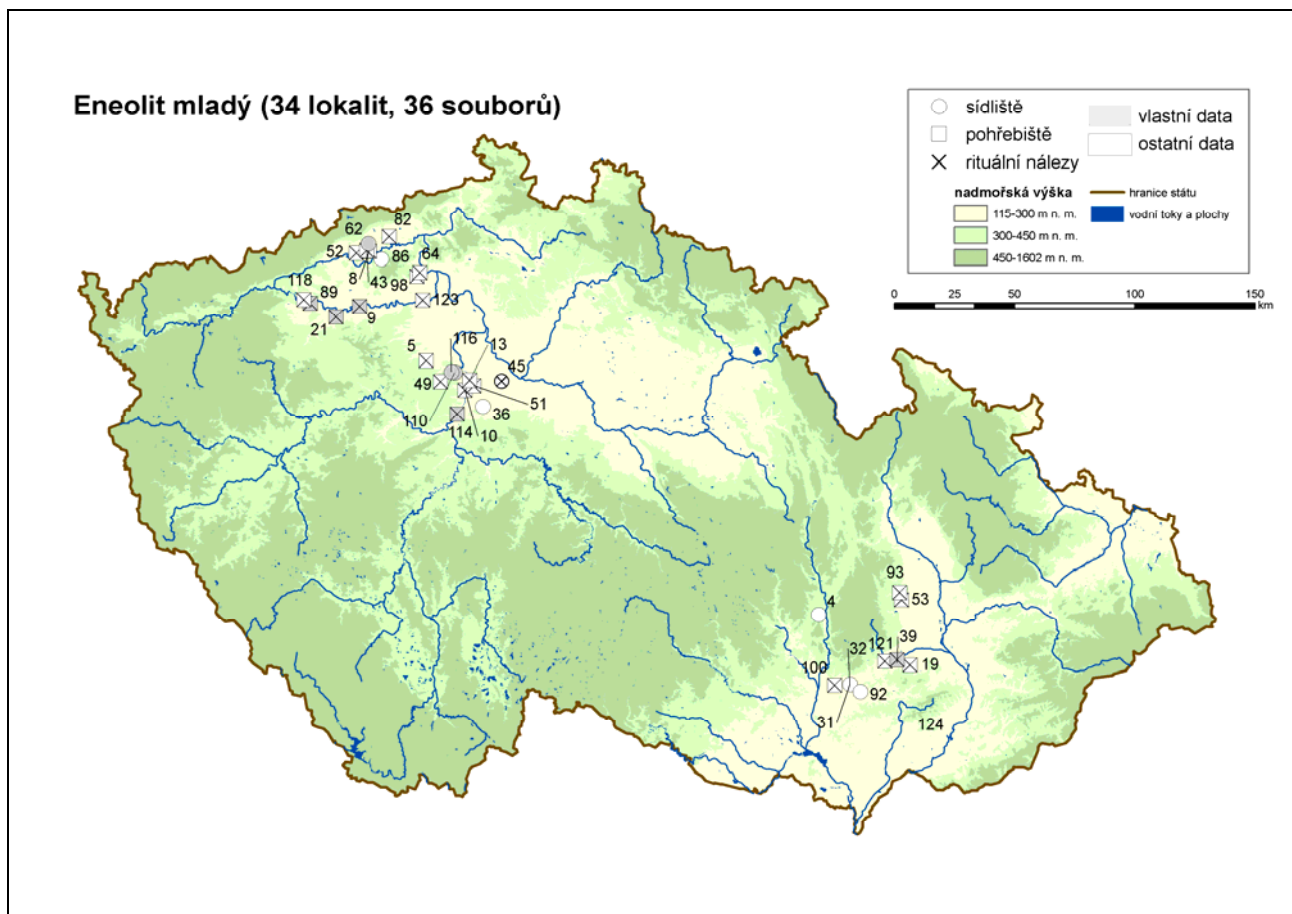 Eneolit mladý (34 lokalit, 36 souborů)
sídliště
pohřebiště
rituální nálezy
vlastní data
ostatní data
nadmořská výška
115-300 m n. m.
300-450 m n. m.
450-1602 m n. m.
hranice státu
vodní toky a plochy
0 25 50 100 150
km
82
62
52
86
64
8
43
98
118
89
123
21
9
116
13
45
5
49
51
110
36
114
10
93
53
4
39
32
121
100
19
92
31
124